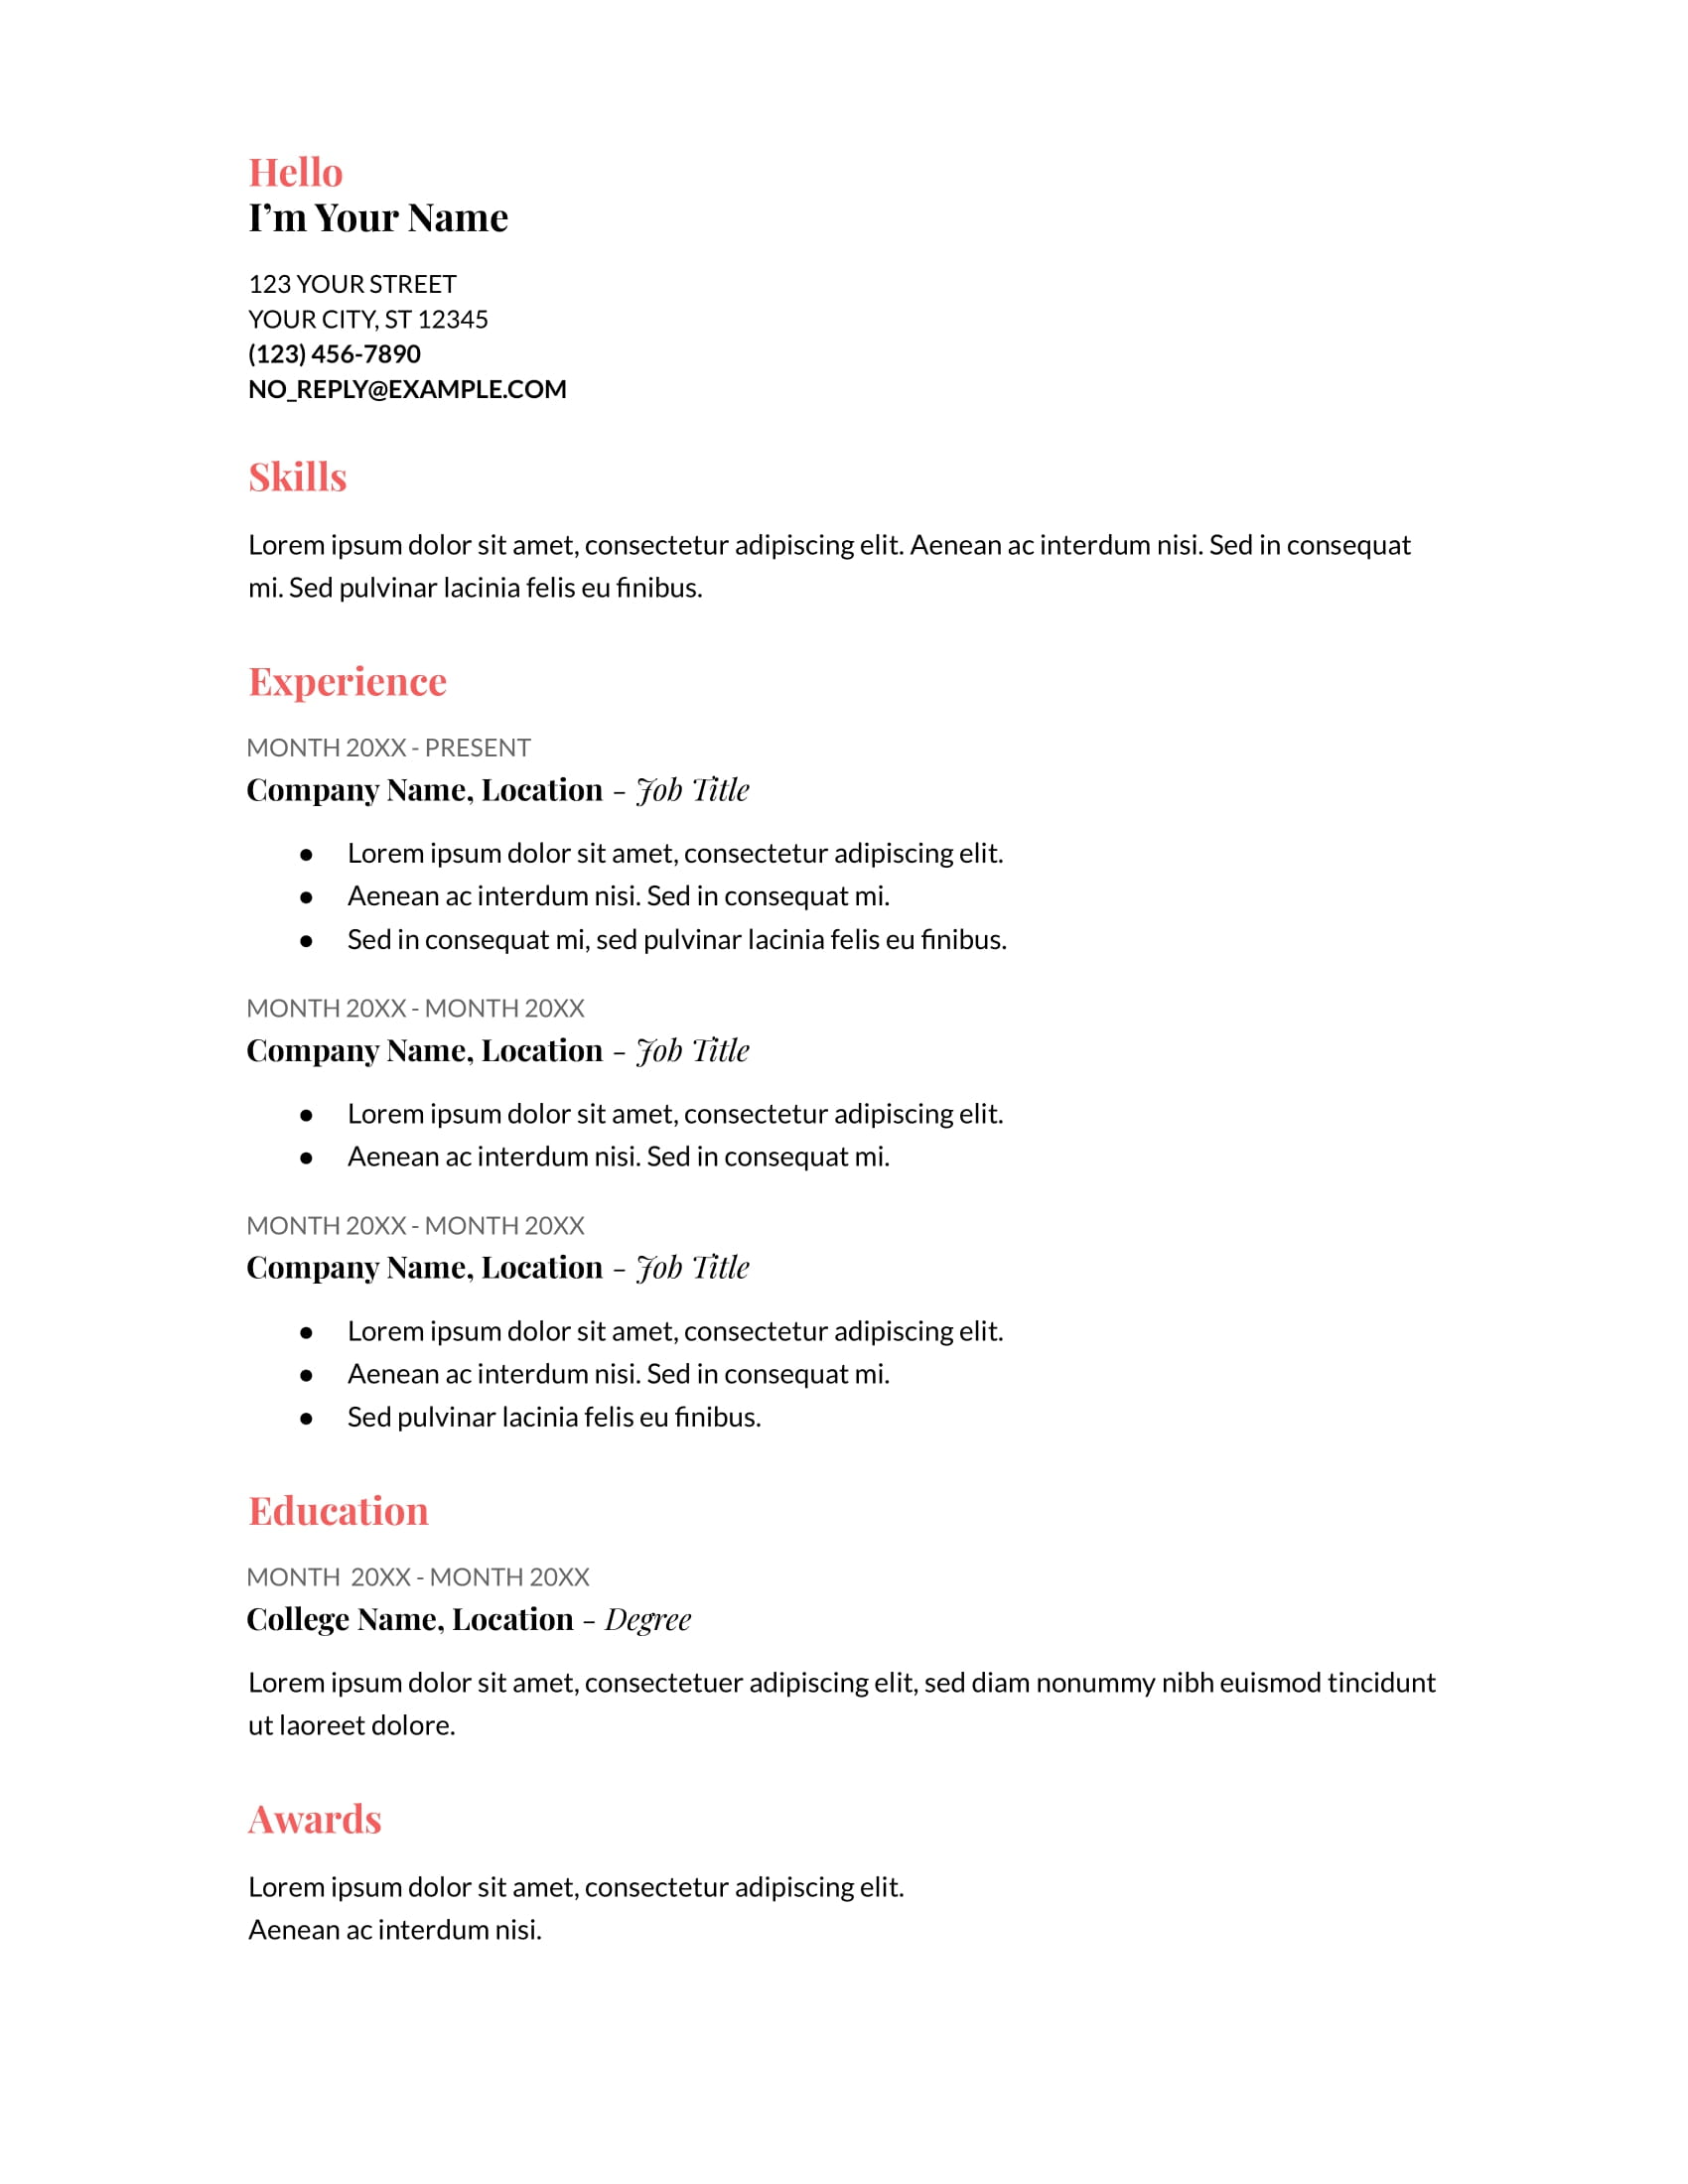 Hello
I’m Your Name
123 YOUR STREET
YOUR CITY, ST 12345
(123) 456-7890
NO_REPLY@EXAMPLE.COM
Skills
Lorem ipsum dolor sit amet, consectetur adipiscing elit. Aenean ac interdum nisi. Sed in consequat
mi. Sed pulvinar lacinia felis eu finibus.
Experience
MONTH 20XX - PRESENT
Company Name, Location – Job Title
● Lorem ipsum dolor sit amet, consectetur adipiscing elit.
● Aenean ac interdum nisi. Sed in consequat mi.
● Sed in consequat mi, sed pulvinar lacinia felis eu finibus.
MONTH 20XX - MONTH 20XX
Company Name, Location – Job Title
● Lorem ipsum dolor sit amet, consectetur adipiscing elit.
● Aenean ac interdum nisi. Sed in consequat mi.
MONTH 20XX - MONTH 20XX
Company Name, Location – Job Title
● Lorem ipsum dolor sit amet, consectetur adipiscing elit.
● Aenean ac interdum nisi. Sed in consequat mi.
● Sed pulvinar lacinia felis eu finibus.
Education
MONTH  20XX - MONTH 20XX
College Name, Location – Degree
Lorem ipsum dolor sit amet, consectetuer adipiscing elit, sed diam nonummy nibh euismod tincidunt
ut laoreet dolore.
Awards
Lorem ipsum dolor sit amet, consectetur adipiscing elit.
Aenean ac interdum nisi.